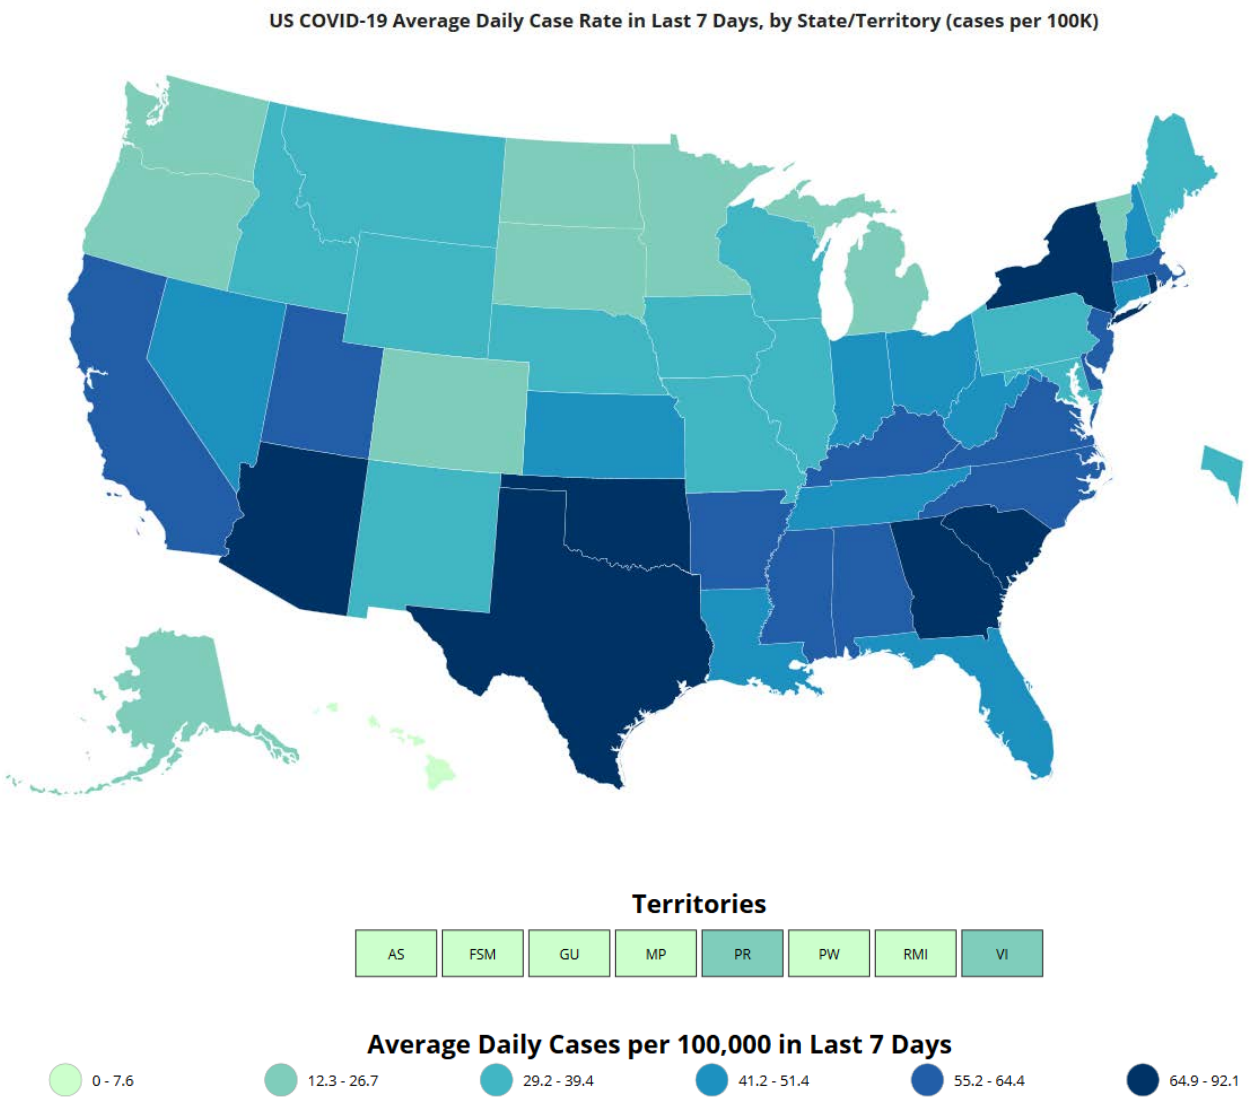 US COVID-19 Average Daily Case Rate in Last 7 Days, by State/Territory (cases per 100K)
Territories
AS FSM GU MP PR PW RMI VI
Average Daily Cases per 100,000 in Last 7 Days
0 - 7.6 12.3 - 26.7 29.2 - 39.4 41.2 - 51.4 55.2 - 64.4 64.9 - 92.1